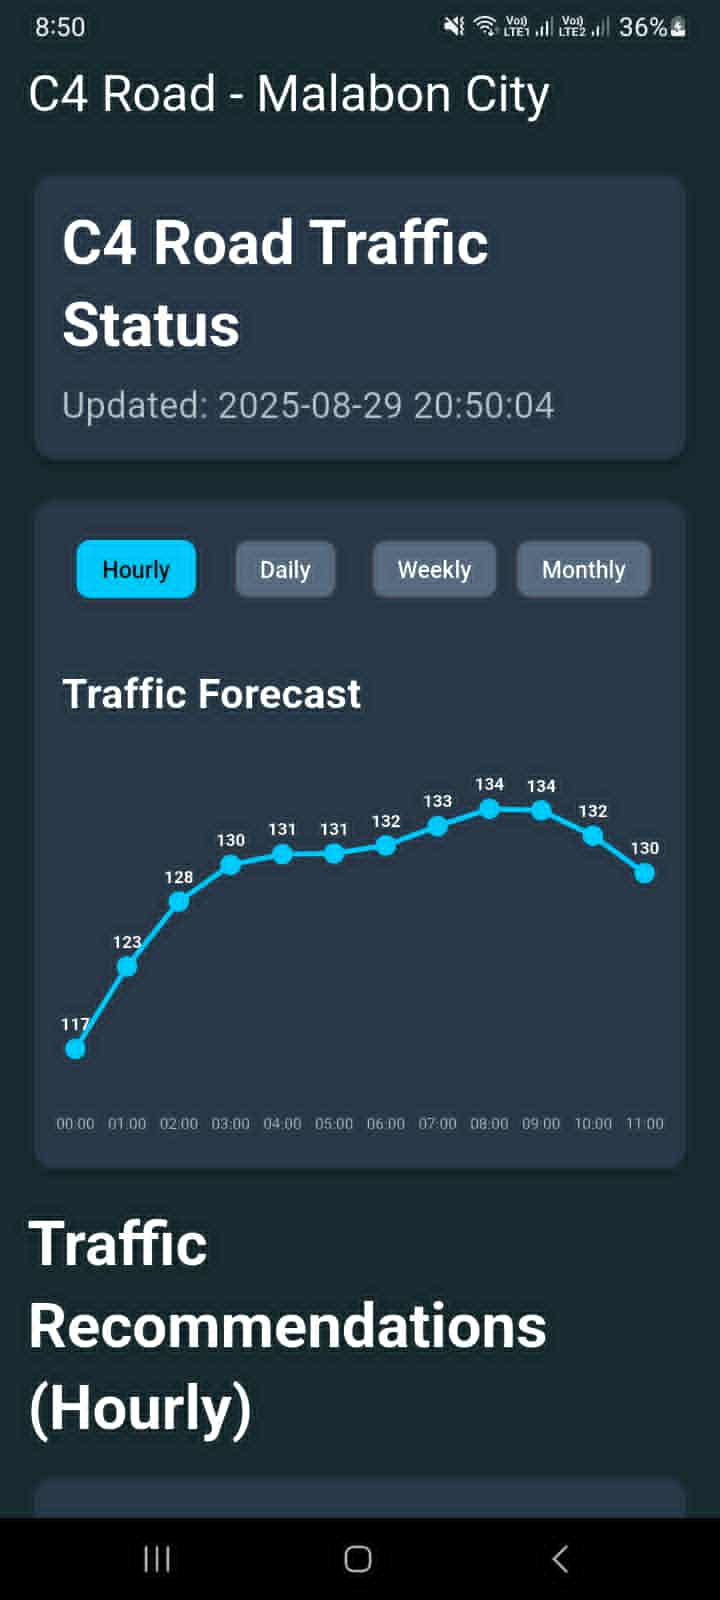 8:50
Vo) LTE1 Vo) LTE2 36%
C4 Road - Malabon City
C4 Road Traffic
Status
Updated: 2025-08-29 20:50:04
Hourly Daily Weekly Monthly
Traffic Forecast
117 123 128 130 131 131 132 133 134 134 132 130
00:00 01:00 02:00 03:00 04:00 05:00 06:00 07:00 08:00 09:00 10:00 11:00
Traffic
Recommendations
(Hourly)